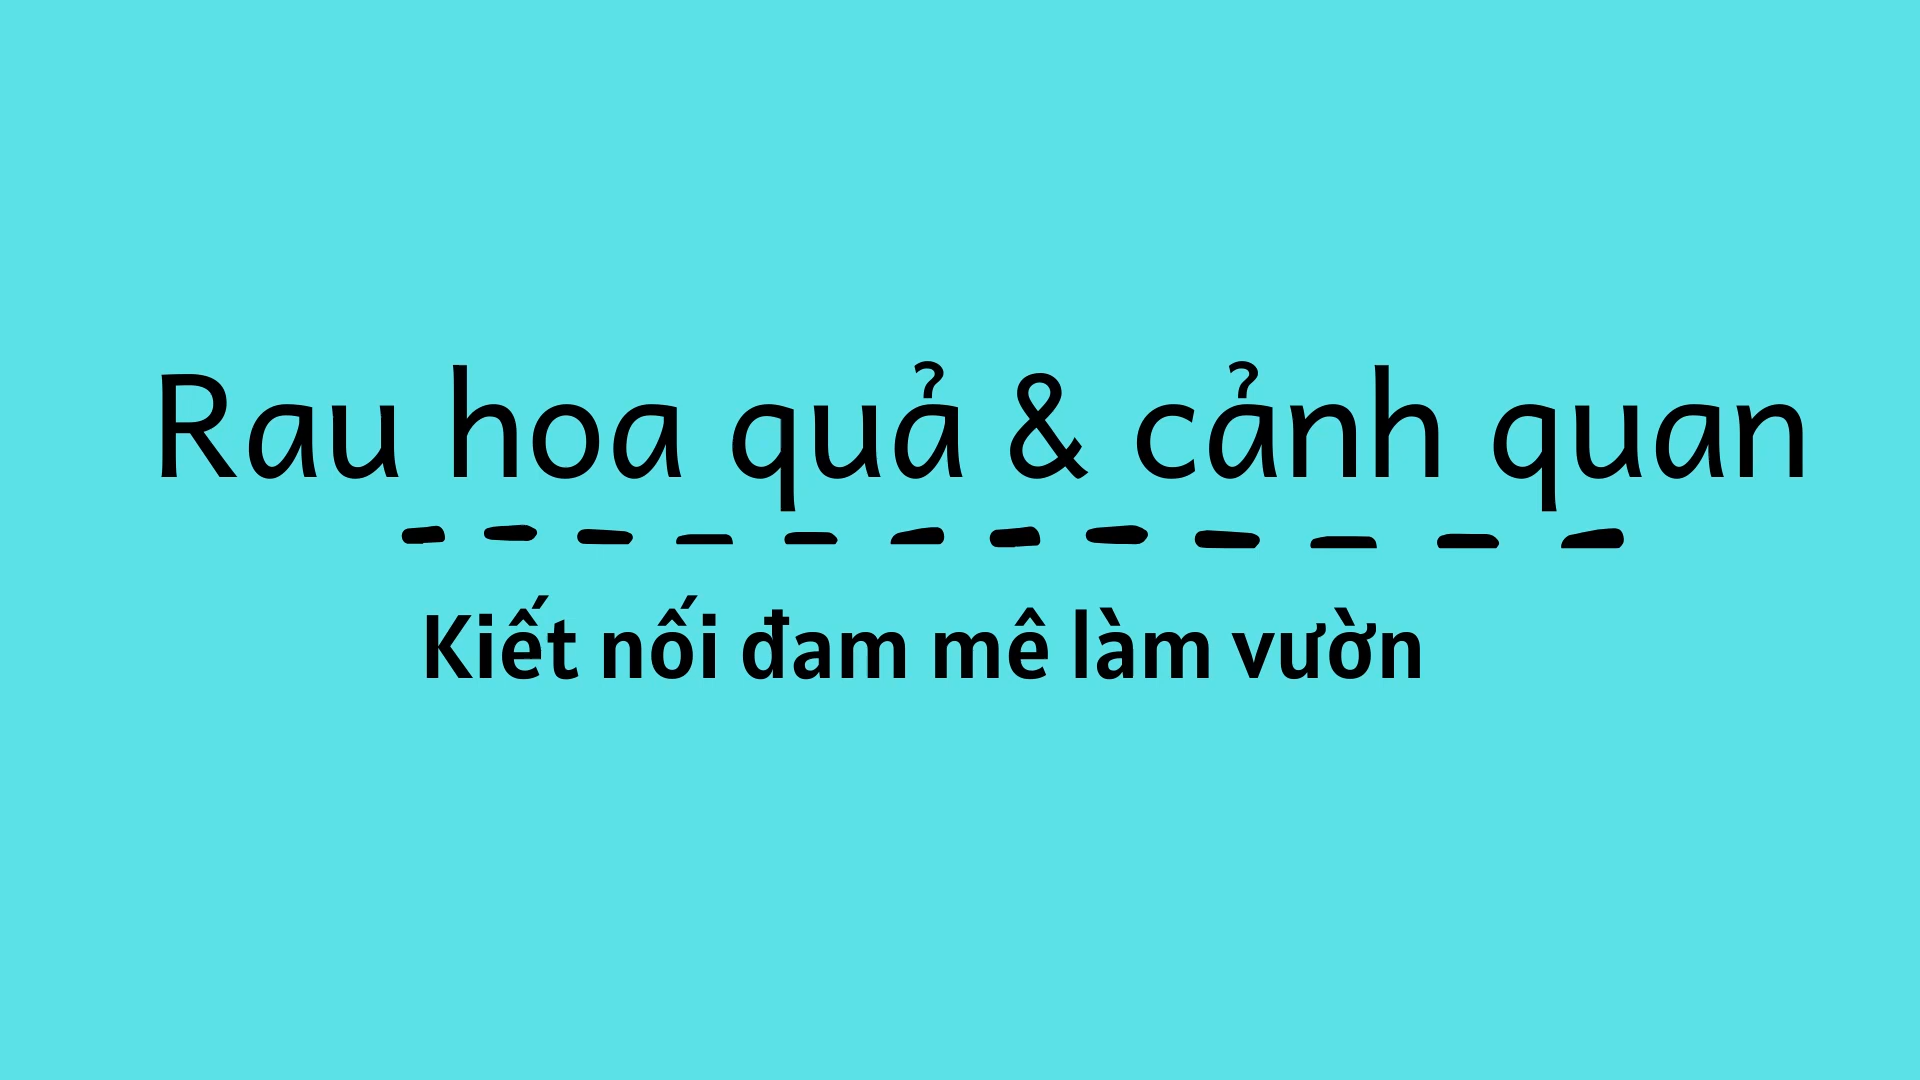 Rau hoa quả & cảnh quan
Kiết nối đam mê làm vườn